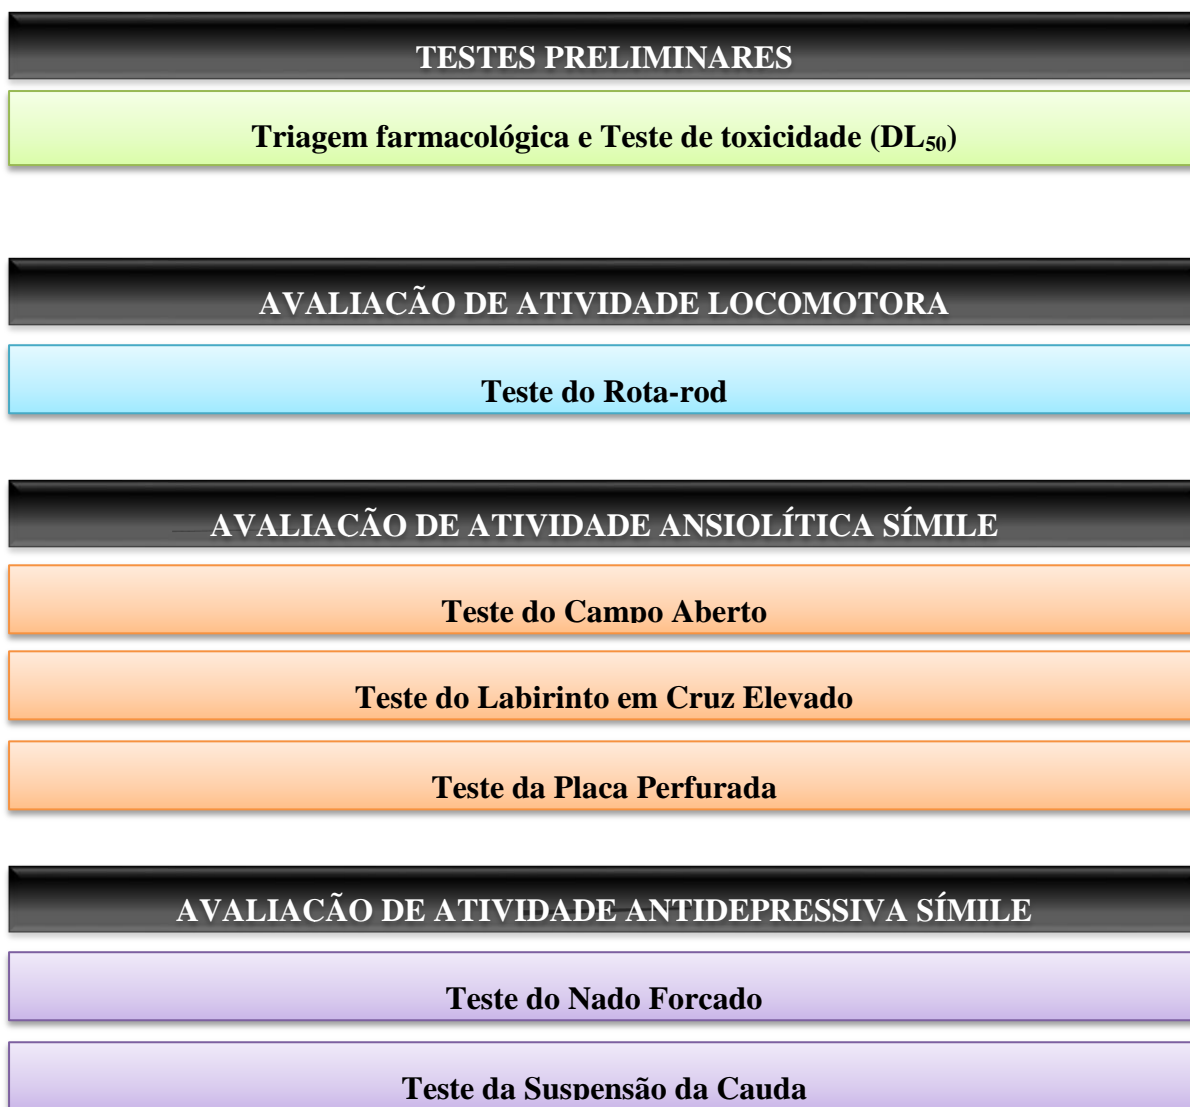 TESTES PRELIMINARES
Triagem farmacológica e Teste de toxicidade (DL50)
AVALIACÃO DE ATIVIDADE LOCOMOTORA
Teste do Rota-rod
AVALIACÃO DE ATIVIDADE ANSIOLÍTICA SÍMILE
Teste do Campo Aberto
Teste do Labirinto em Cruz Elevado
Teste da Placa Perfurada
AVALIACÃO DE ATIVIDADE ANTIDEPRESSIVA SÍMILE
Teste do Nado Forcado
Teste da Suspensão da Cauda